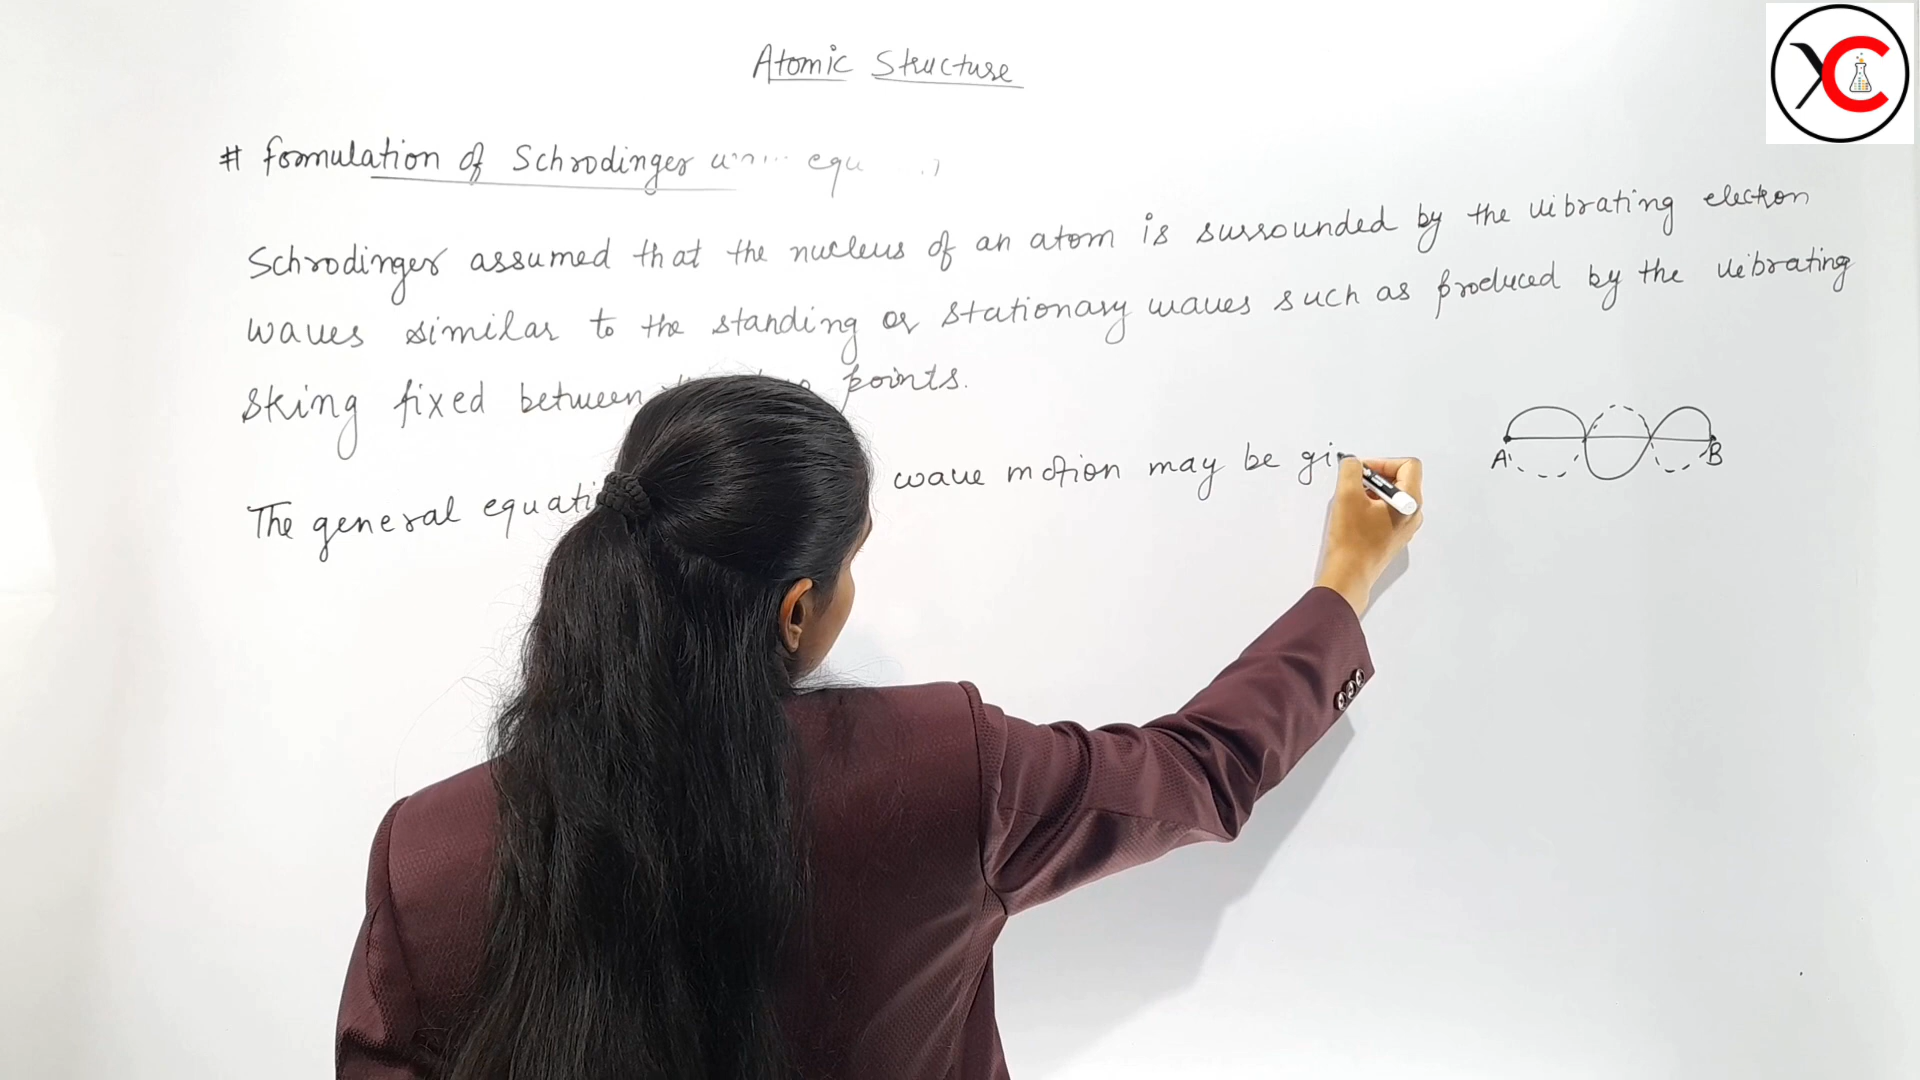 Atomic Structure
# formulation of Schrodinger equ
Schrodinger assumed that the nucleus of an atom is surrounded by the vibrating electron
waves similar to the standing or stationary waves such as produced by the vibrating
string fixed between points.
The general equati wave motion may be gi
A B
XC